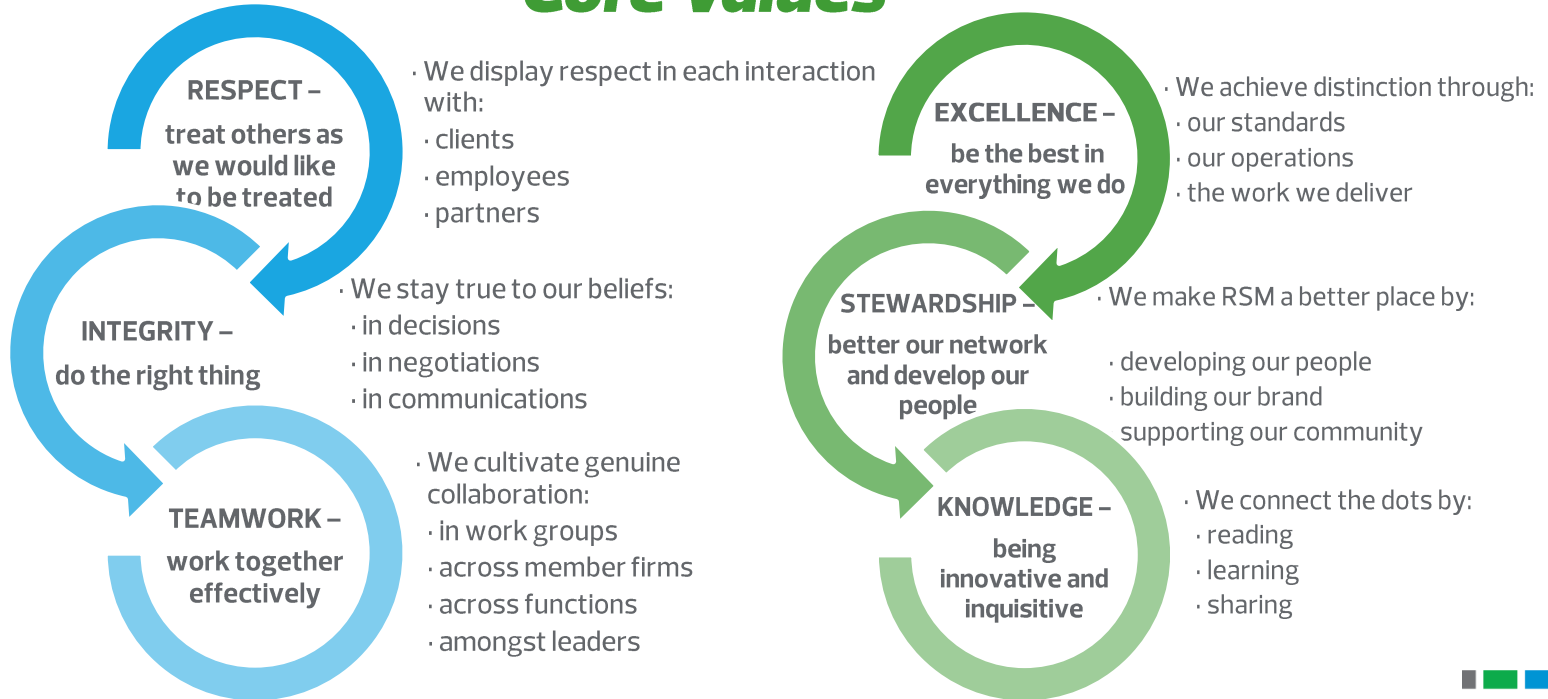 Core Values
RESPECT –
treat others as
we would like
to be treated
· We display respect in each interaction
with:
· clients
· employees
· partners
INTEGRITY –
do the right thing
· We stay true to our beliefs:
· in decisions
· in negotiations
· in communications
TEAMWORK –
work together
effectively
· We cultivate genuine
collaboration:
· in work groups
· across member firms
· across functions
· amongst leaders
EXCELLENCE –
be the best in
everything we do
· We achieve distinction through:
· our standards
· our operations
· the work we deliver
STEWARDSHIP –
better our network
and develop our
people
· We make RSM a better place by:
· developing our people
· building our brand
supporting our community
KNOWLEDGE –
being
innovative and
inquisitive
· We connect the dots by:
· reading
· learning
· sharing